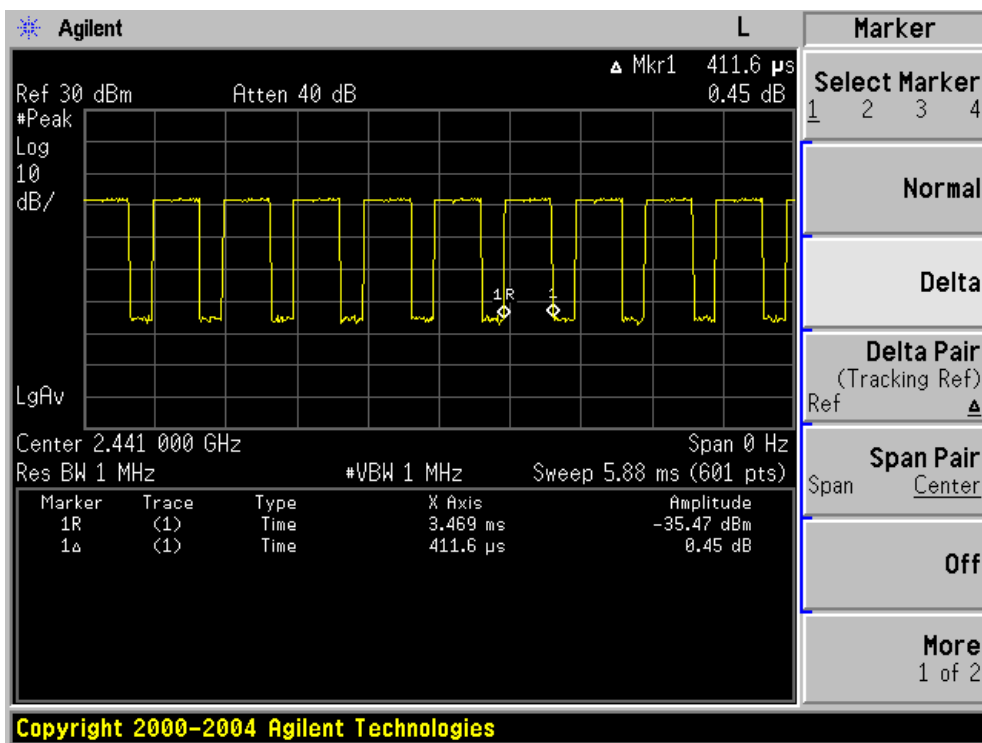 Agilent L Marker
Δ Mkr1 411.6 µs
Ref 30 dBm Atten 40 dB 0.45 dB
#Peak
Log
10
dB/
1R 1
LgAv
Center 2.441 000 GHz Span 0 Hz
Res BW 1 MHz #VBW 1 MHz Sweep 5.88 ms (601 pts)
Marker Trace Type X Axis Amplitude
1R (1) Time 3.469 ms -35.47 dBm
1Δ (1) Time 411.6 µs 0.45 dB
Select Marker
1 2 3 4
Normal
Delta
Delta Pair
(Tracking Ref)
Ref Δ
Span Pair
Span Center
Off
More
1 of 2
Copyright 2000-2004 Agilent Technologies